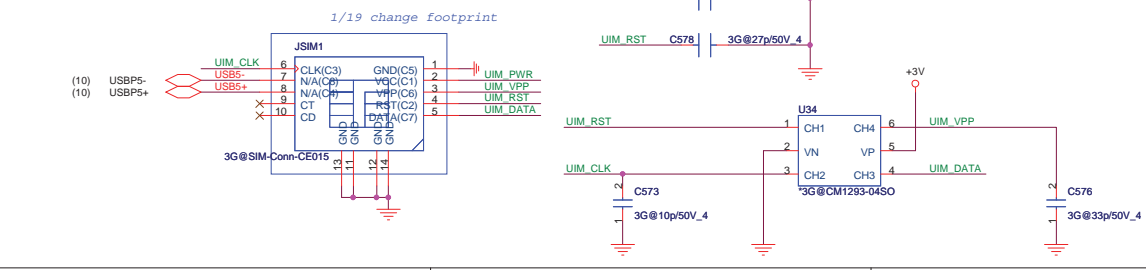 1/19 change footprint
JSIM1
UIM_CLK 6 CLK(C3) GND(C5) 1
(10) USBP5- USB5- 7 N/A(C8) VCC(C1) 2 UIM_PWR
(10) USBP5+ USB5+ 8 N/A(C4) VPP(C6) 3 UIM_VPP
9 CT RST(C2) 4 UIM_RST
10 CD DATA(C7) 5 UIM_DATA
GND GND GND GND
3G@SIM-Conn-CE015
13 11 12 14
UIM_RST C578 3G@27p/50V_4
+3V
U34
UIM_RST 1 CH1 CH4 6 UIM_VPP
2 VN VP 5
UIM_CLK 3 CH2 CH3 4 UIM_DATA
*3G@CM1293-04SO
2 C573
1 3G@10p/50V_4
2 C576
1 3G@33p/50V_4